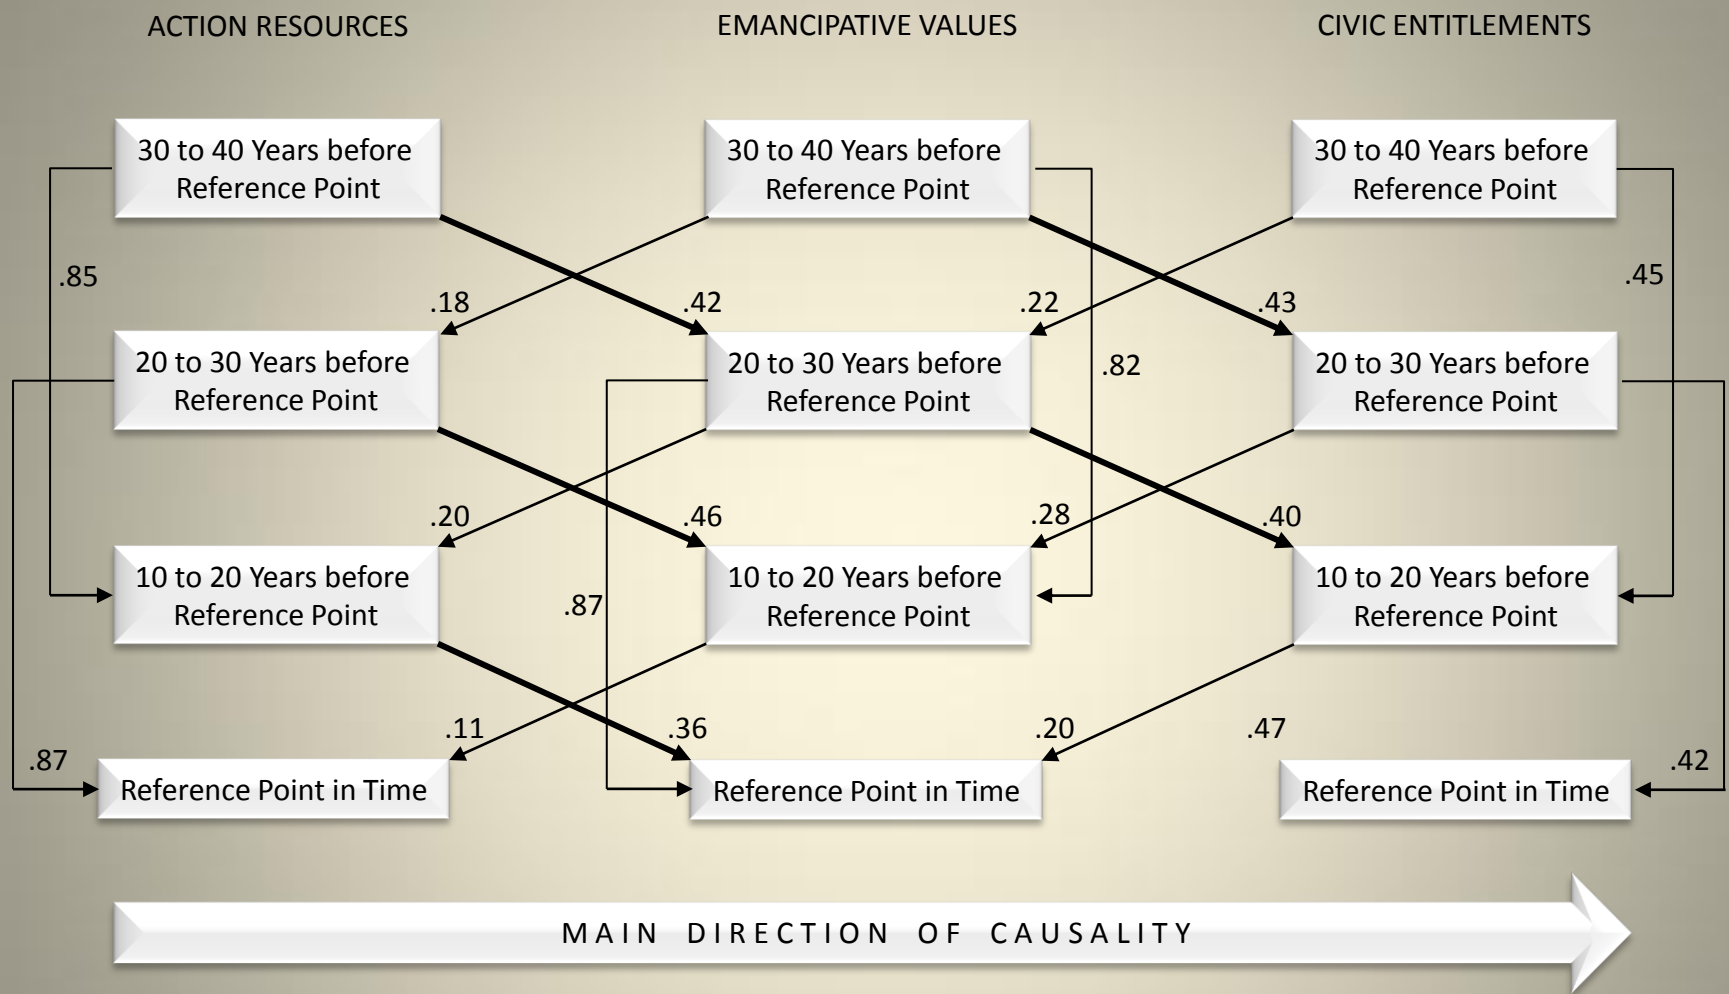 ACTION RESOURCES
EMANCIPATIVE VALUES
CIVIC ENTITLEMENTS
30 to 40 Years before
Reference Point
30 to 40 Years before
Reference Point
30 to 40 Years before
Reference Point
.85
.45
.18
.42
.22
.43
20 to 30 Years before
Reference Point
20 to 30 Years before
Reference Point
.82
20 to 30 Years before
Reference Point
.20
.46
.28
.40
10 to 20 Years before
Reference Point
.87
10 to 20 Years before
Reference Point
10 to 20 Years before
Reference Point
.11
.36
.20
.47
.87
.42
Reference Point in Time
Reference Point in Time
Reference Point in Time
MAIN DIRECTION OF CAUSALITY